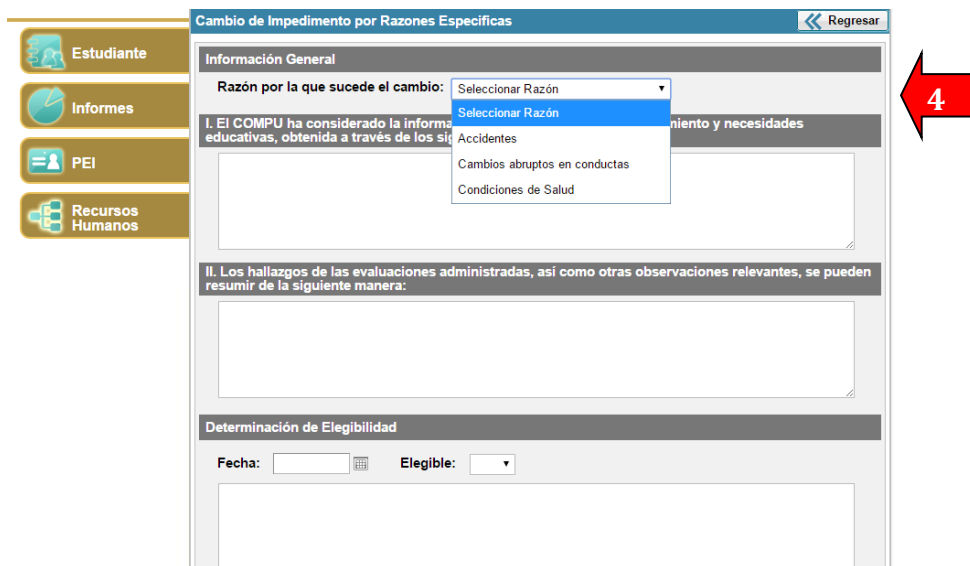 Cambio de Impedimento por Razones Especificas
Regresar
Estudiante
Informes
PEI
Recursos
Humanos
Información General
Razón por la que sucede el cambio:
Seleccionar Razón
Seleccionar Razón
Accidentes
Cambios abruptos en conductas
Condiciones de Salud
4
I. El COMPU ha considerado la informa miento y necesidades
educativas, obtenida a través de los sig
II. Los hallazgos de las evaluaciones administradas, así como otras observaciones relevantes, se pueden
resumir de la siguiente manera:
Determinación de Elegibilidad
Fecha: Elegible: